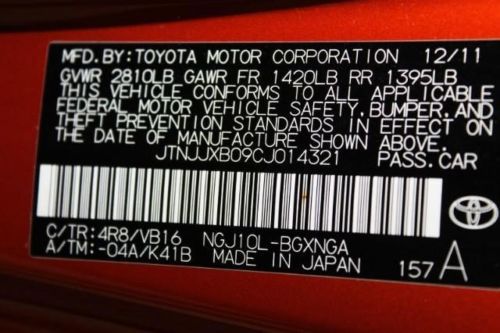 MFD.BY:TOYOTA MOTOR CORPORATION 12/11
GVWR 2810LB GAWR FR 1420LB RR 1395LB
THIS VEHICLE CONFORMS TO ALL APPLICABLE
FEDERAL MOTOR VEHICLE SAFETY,BUMPER,AND
THEFT PREVENTION STANDARDS IN EFFECT ON
THE DATE OF MANUFACTURE SHOWN ABOVE.
JTNJJXB09CJ014321 PASS.CAR
C/TR:4R8/VB16 NGJ10L-BGXNGA
A/TM:-04A/K41B MADE IN JAPAN 157 A